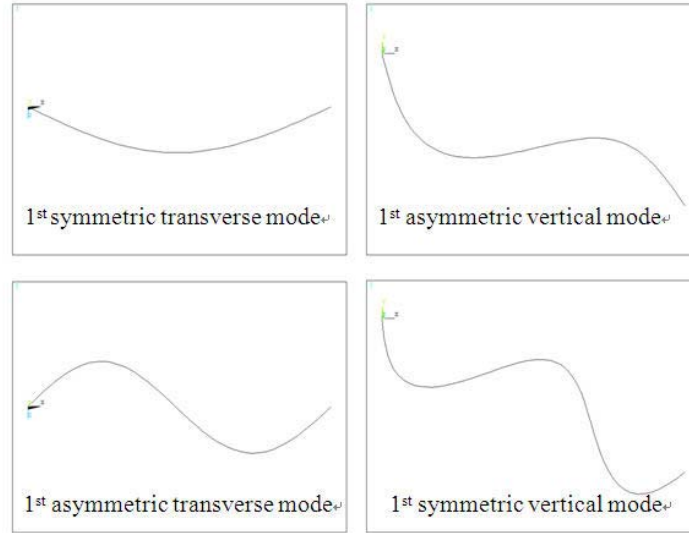 1st symmetric transverse mode
1st asymmetric vertical mode
1st asymmetric transverse mode
1st symmetric vertical mode